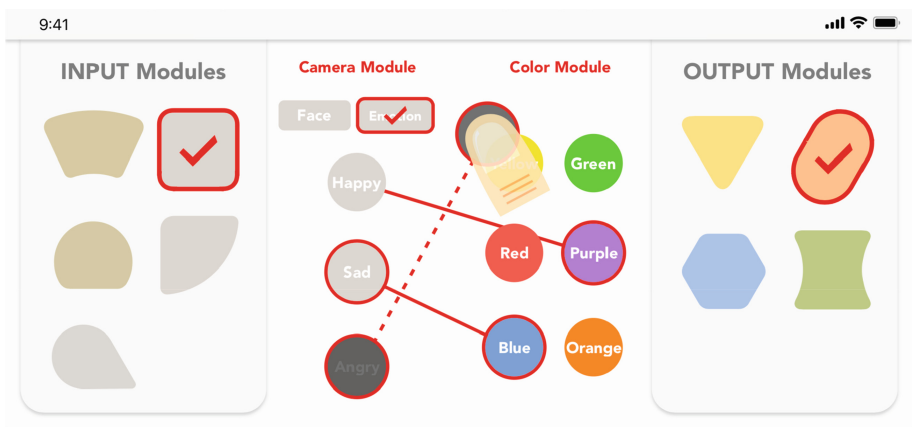 9:41
INPUT Modules
Camera Module
Color Module
OUTPUT Modules
Face
Green
Happy
Red
Purple
Sad
Blue
Orange
Angry